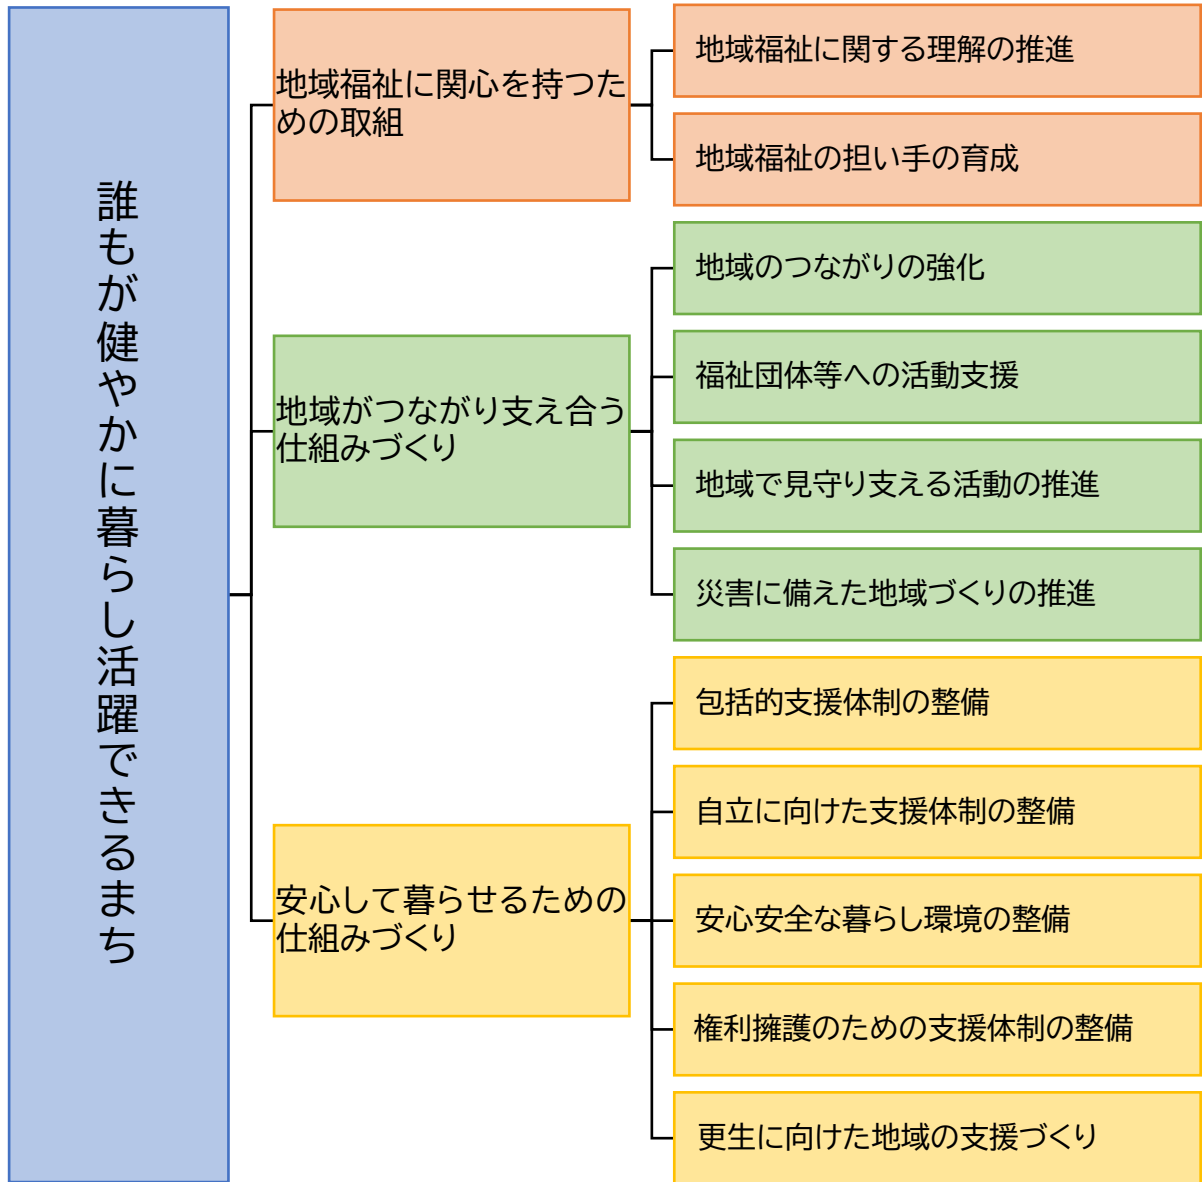 誰もが健やかに暮らし活躍できるまち
地域福祉に関心を持つた
めの取組
地域福祉に関する理解の推進
地域福祉の担い手の育成
地域がつながり支え合う
仕組みづくり
地域のつながりの強化
福祉団体等への活動支援
地域で見守り支える活動の推進
災害に備えた地域づくりの推進
安心して暮らせるための
仕組みづくり
包括的支援体制の整備
自立に向けた支援体制の整備
安心安全な暮らし環境の整備
権利擁護のための支援体制の整備
更生に向けた地域の支援づくり